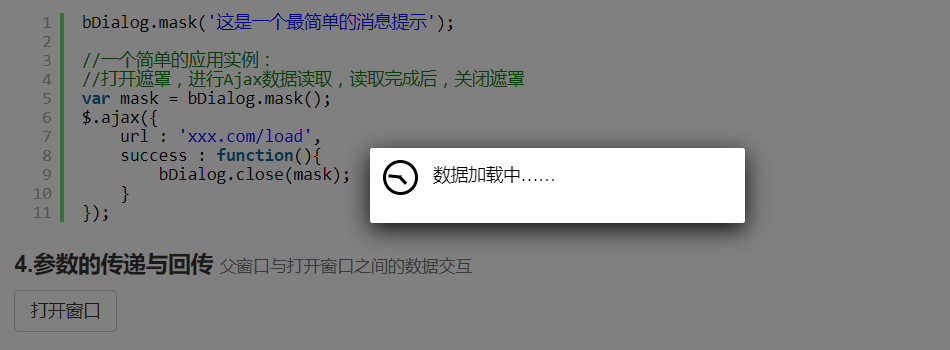 1 bDialog.mask('这是一个最简单的消息提示');
2
3 //一个简单的应用实例：
4 //打开遮罩，进行Ajax数据读取，读取完成后，关闭遮罩
5 var mask = bDialog.mask();
6 $.ajax({
7 url : 'xxx.com/load',
8 success : function(){
9 bDialog.close(mask);
10 }
11 });
数据加载中……
4.参数的传递与回传 父窗口与打开窗口之间的数据交互
打开窗口